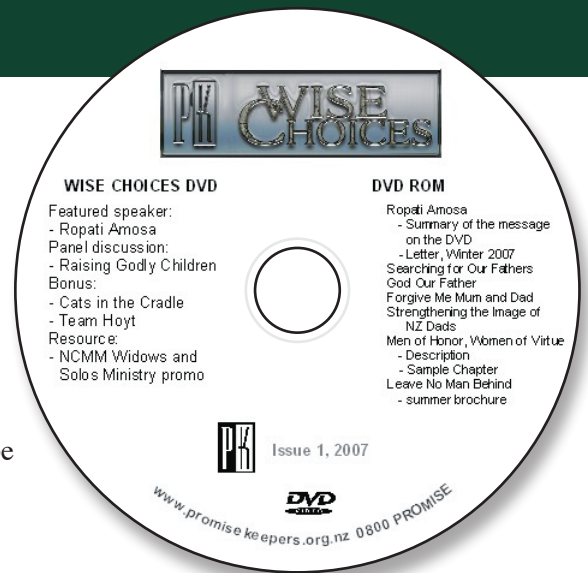 PK WISE
CHOICES
WISE CHOICES DVD
Featured speaker:
- Ropati Amosa
Panel discussion:
- Raising Godly Children
Bonus:
- Cats in the Cradle
- Team Hoyt
Resource:
- NCMM Widows and
Solos Ministry promo
DVD ROM
Ropati Amosa
- Summary of the message
on the DVD
- Letter, Winter 2007
Searching for Our Fathers
God Our Father
Forgive Me Mum and Dad
Strengthening the Image of
NZ Dads
Men of Honor, Women of Virtue
- Description
- Sample Chapter
Leave No Man Behind
- summer brochure
PK Issue 1, 2007
DVD
VIDEO
www.promisekeepers.org.nz 0800 PROMISE